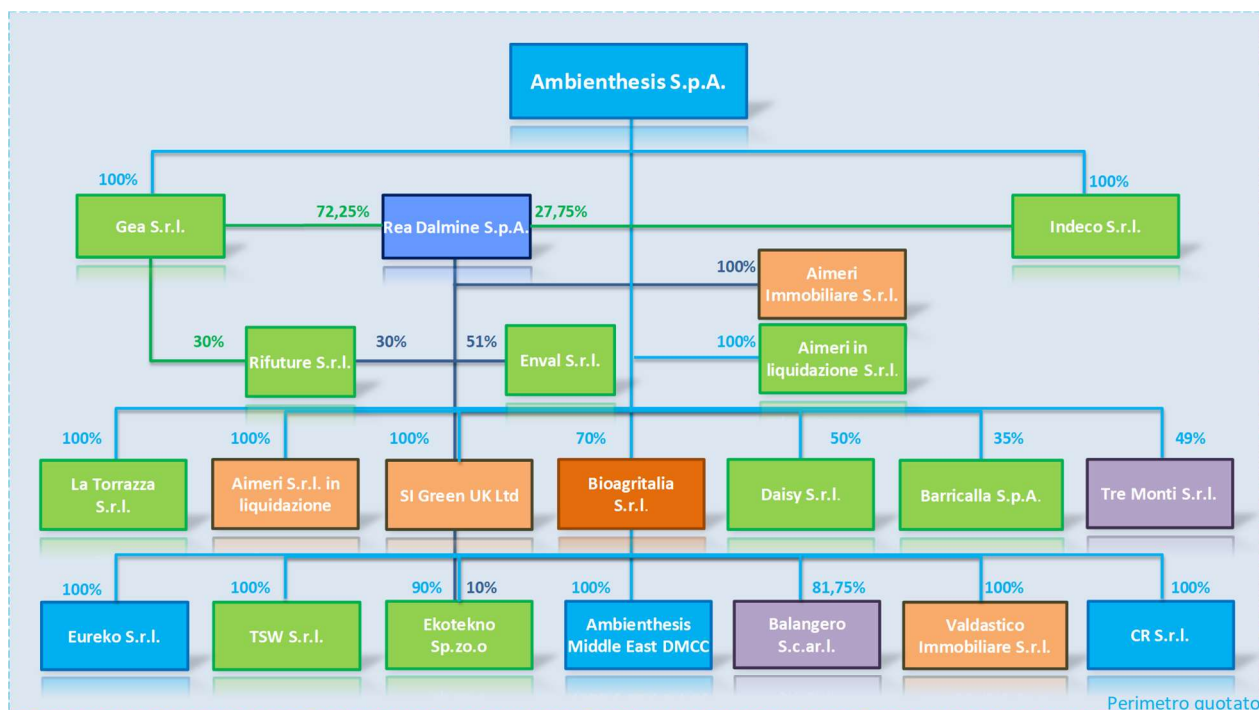 Ambienthesis S.p.A.
100%
100%
Gea S.r.l.
72,25%
Rea Dalmine S.p.A.
27,75%
Indeco S.r.l.
100%
Aimeri
Immobiliare S.r.l.
30%
Rifuture S.r.l.
30%
51%
Enval S.r.l.
100%
Aimeri in
liquidazione S.r.l.
100%
100%
100%
70%
50%
35%
49%
La Torrazza
S.r.l.
Aimeri S.r.l. in
liquidazione
SI Green UK Ltd
Bioagritalia
S.r.l.
Daisy S.r.l.
Barricalla S.p.A.
Tre Monti S.r.l.
100%
100%
90%
10%
100%
81,75%
100%
100%
Eureko S.r.l.
TSW S.r.l.
Ekotekno
Sp.zo.o
Ambienthesis
Middle East DMCC
Balangero
S.c.ar.l.
Valdastico
Immobiliare S.r.l.
CR S.r.l.
Perimetro quotato